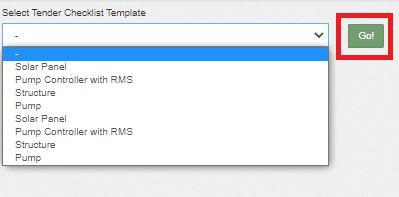 Select Tender Checklist Template
-
Go!
-
Solar Panel
Pump Controller with RMS
Structure
Pump
Solar Panel
Pump Controller with RMS
Structure
Pump